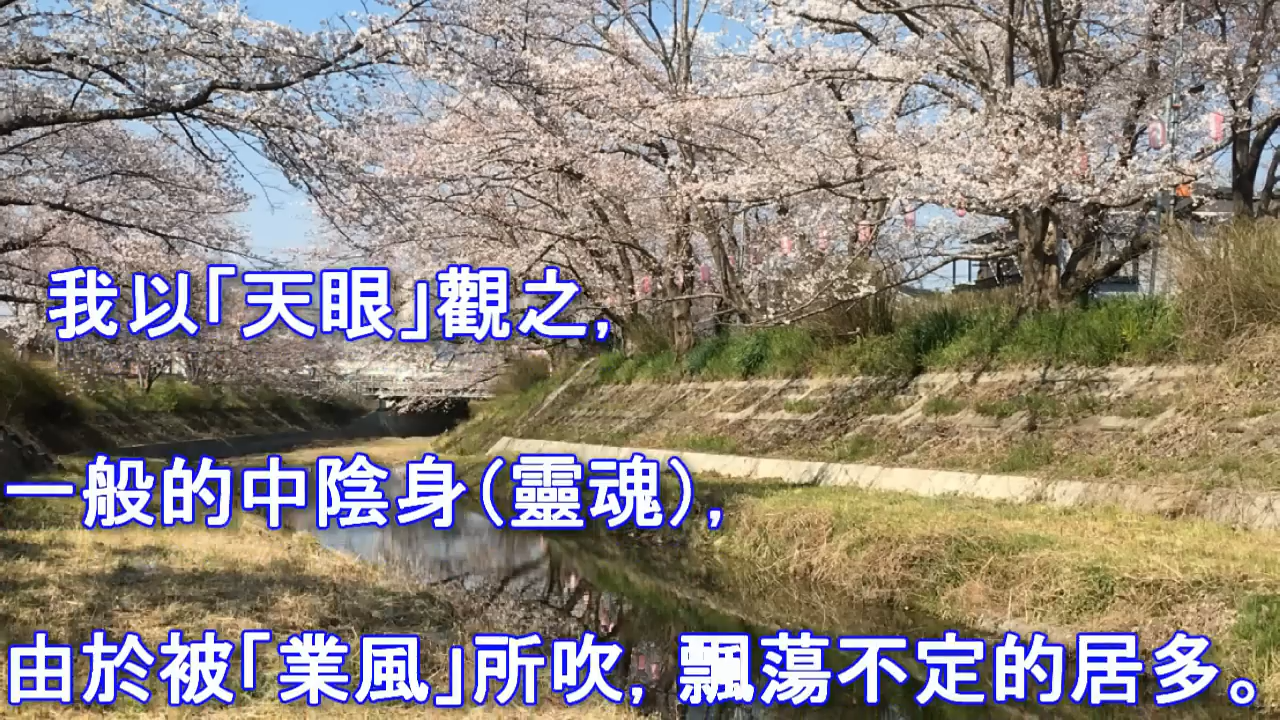 我以「天眼」觀之,
一般的中陰身(靈魂),
由於被「業風」所吹, 飄蕩不定的居多。